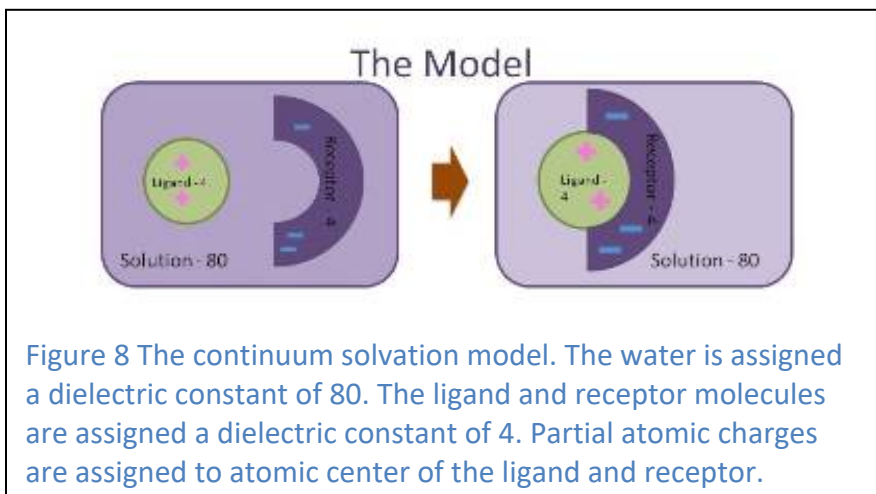 The Model
Ligand - 4
Receptor - 4
Solution - 80
Ligand -
4
Receptor - 4
Solution - 80
Figure 8 The continuum solvation model. The water is assigned
a dielectric constant of 80. The ligand and receptor molecules
are assigned a dielectric constant of 4. Partial atomic charges
are assigned to atomic center of the ligand and receptor.